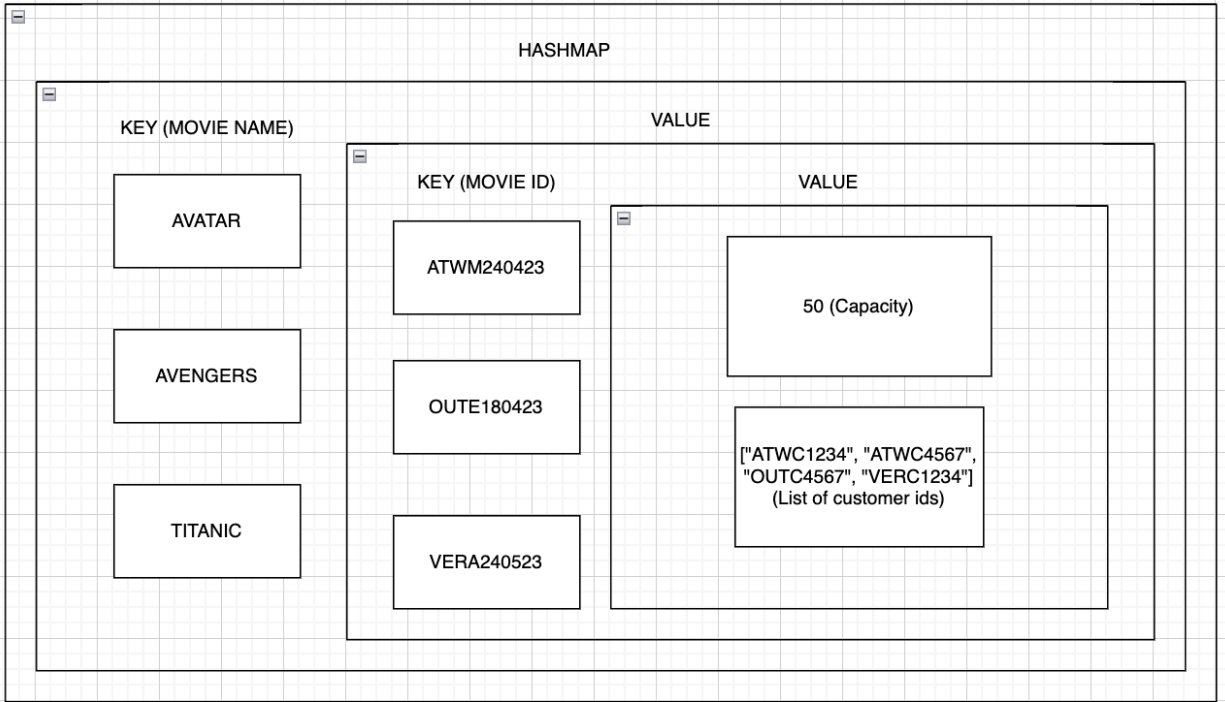 HASHMAP
KEY (MOVIE NAME)
VALUE
AVATAR
AVENGERS
TITANIC
KEY (MOVIE ID)
VALUE
ATWM240423
OUTE180423
VERA240523
50 (Capacity)
["ATWC1234", "ATWC4567",
"OUTC4567", "VERC1234"]
(List of customer ids)